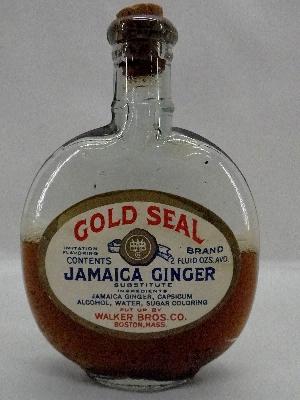 GOLD SEAL
IMITATION
FLAVORING
BRAND
CONTENTS 2 FLUID OZS. AVO.
JAMAICA GINGER
SUBSTITUTE
INGREDIENTS
JAMAICA GINGER, CAPSICUM
ALCOHOL, WATER, SUGAR COLORING
PUT UP BY
WALKER BROS. CO.
BOSTON, MASS.